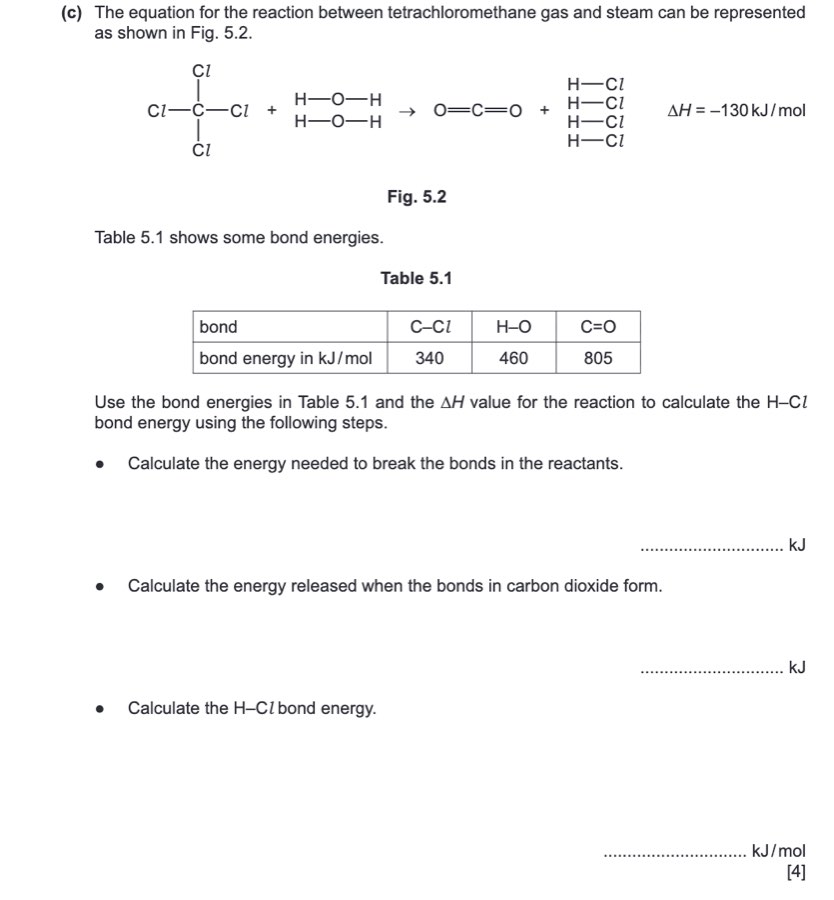 (c) The equation for the reaction between tetrachloromethane gas and steam can be represented
as shown in Fig. 5.2.
Cl
Cl—C—Cl + H—O—H → O=C=O + H—Cl ΔH = –130 kJ/mol
H—O—H H—Cl
H—Cl
H—Cl
Cl
Fig. 5.2
Table 5.1 shows some bond energies.
Table 5.1
bond C–Cl H–O C=O
bond energy in kJ/mol 340 460 805
Use the bond energies in Table 5.1 and the ΔH value for the reaction to calculate the H–Cl
bond energy using the following steps.
• Calculate the energy needed to break the bonds in the reactants.
.............................. kJ
• Calculate the energy released when the bonds in carbon dioxide form.
.............................. kJ
• Calculate the H–Cl bond energy.
.............................. kJ/mol
[4]